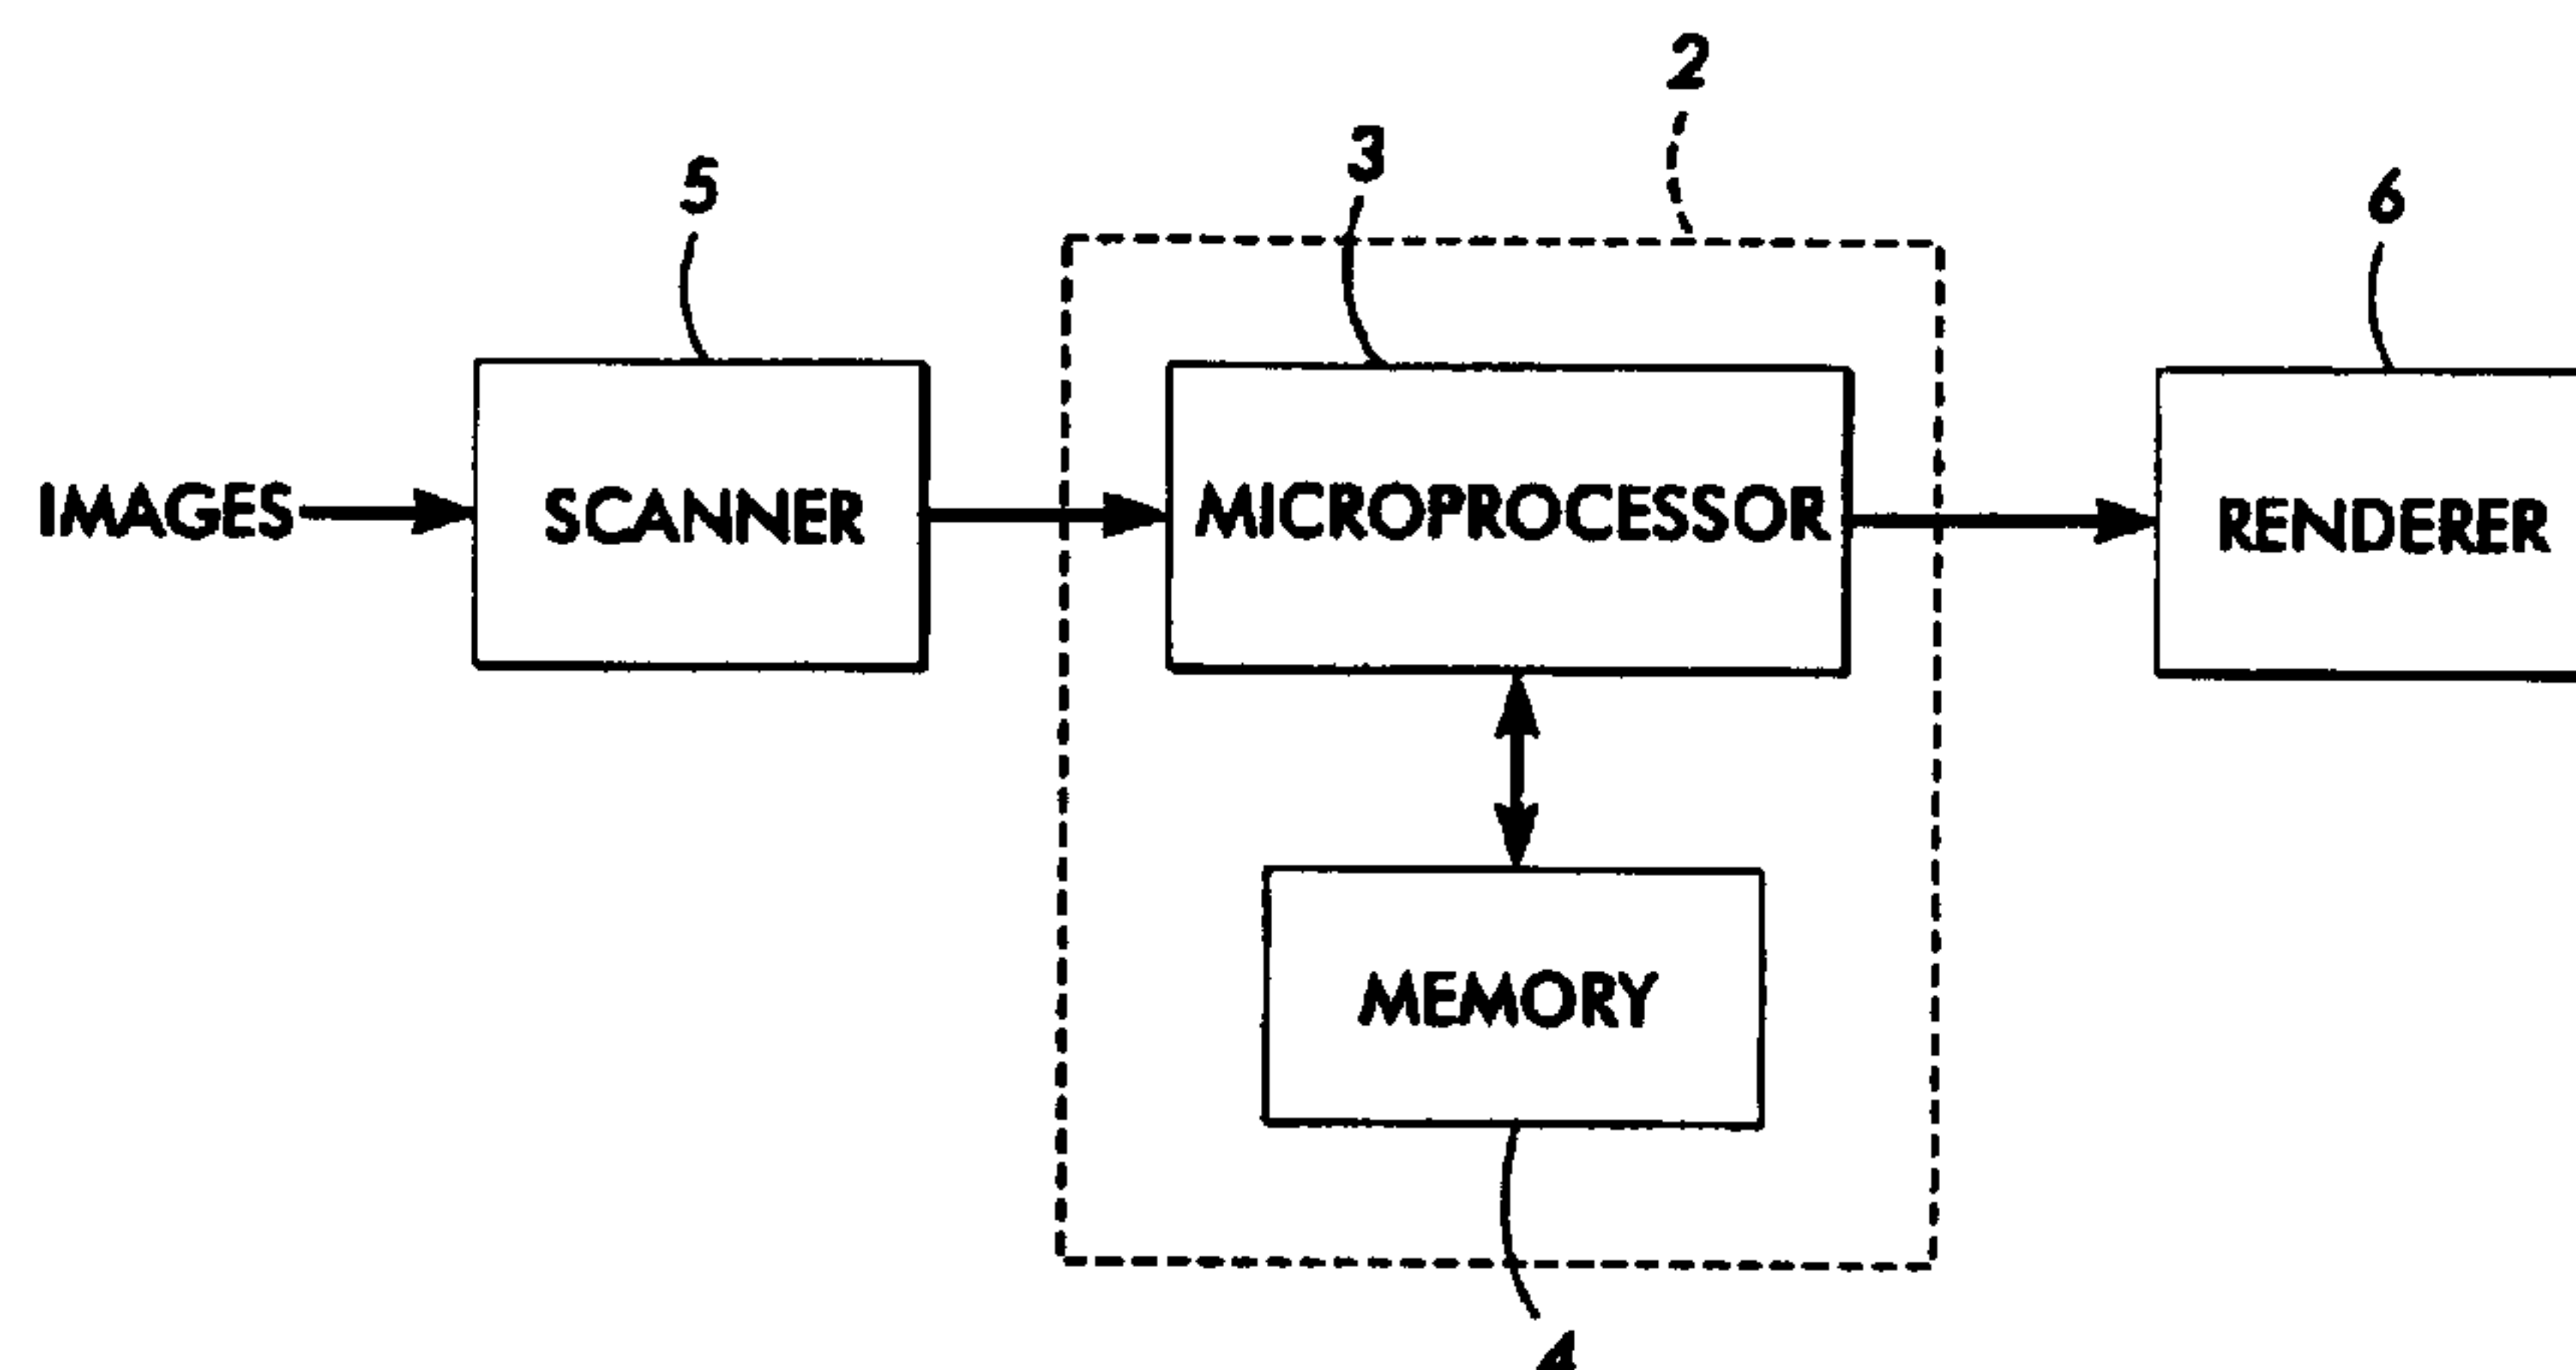 2
3
5
6
IMAGES
SCANNER
MICROPROCESSOR
RENDERER
MEMORY
4